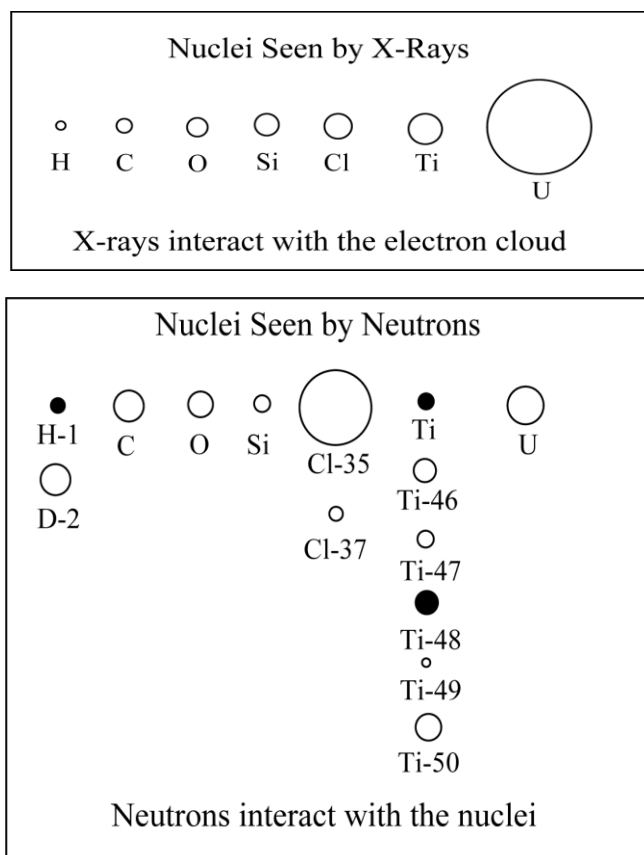 Nuclei Seen by X-Rays
H C O Si Cl Ti U
X-rays interact with the electron cloud
Nuclei Seen by Neutrons
H-1 C O Si Cl-35 Ti U
D-2 Cl-37 Ti-46
Ti-47
Ti-48
Ti-49
Ti-50
Neutrons interact with the nuclei